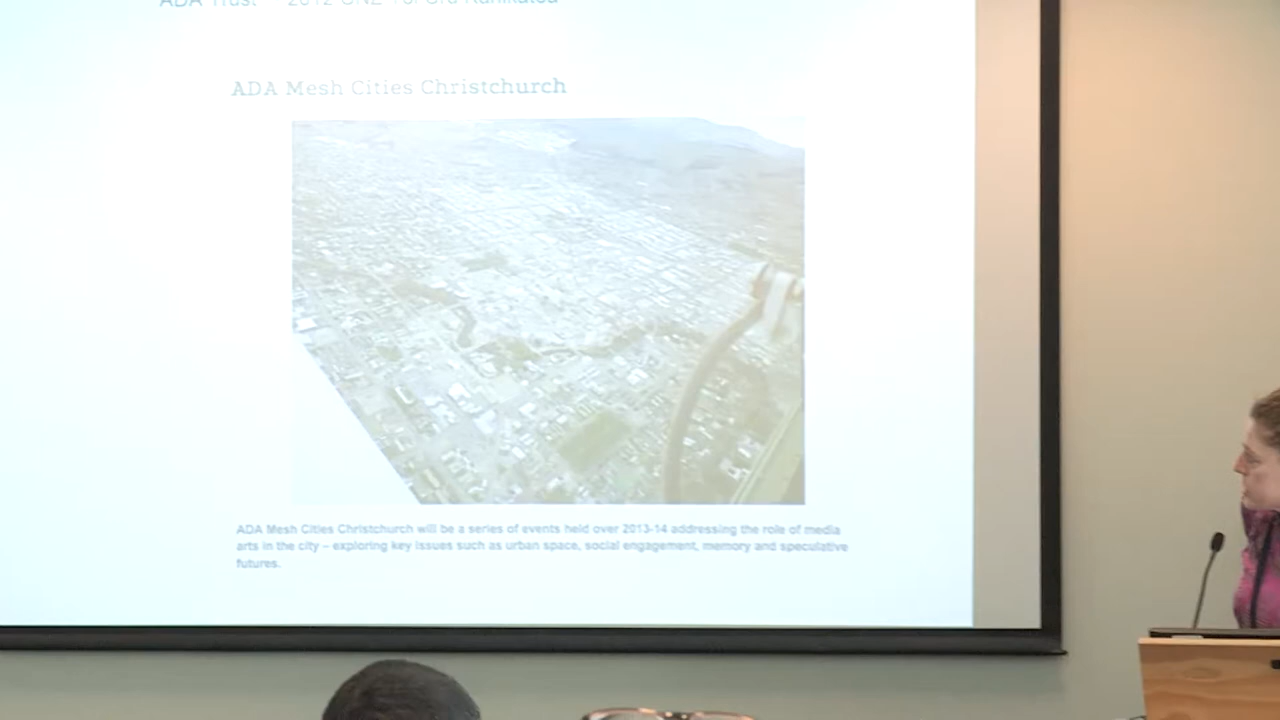 ADA Trust
ADA Mesh Cities Christchurch
ADA Mesh Cities Christchurch will be a series of events held over 2013-14 addressing the role of media
arts in the city – exploring key issues such as urban space, social engagement, memory and speculative
futures.